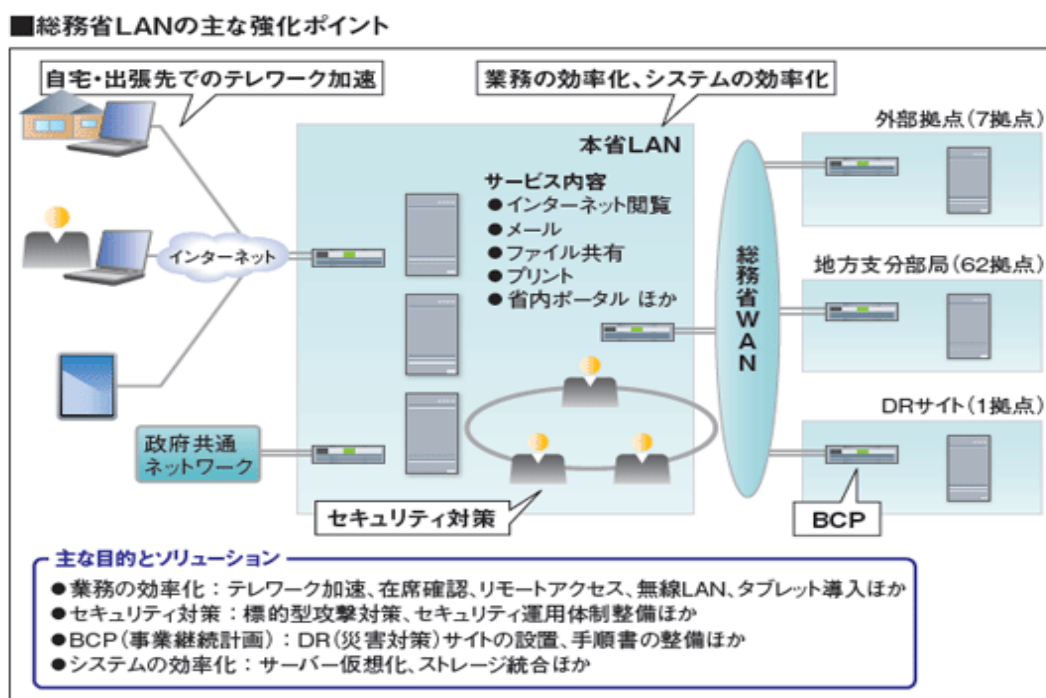 ■総務省LANの主な強化ポイント
自宅・出張先でのテレワーク加速
業務の効率化、システムの効率化
外部拠点(7拠点)
本省LAN
サービス内容
●インターネット閲覧
●メール
●ファイル共有
●プリント
●省内ポータル ほか
インターネット
総務省WAN
地方支分部局(62拠点)
DRサイト(1拠点)
政府共通
ネットワーク
セキュリティ対策
BCP
主な目的とソリューション
●業務の効率化：テレワーク加速、在席確認、リモートアクセス、無線LAN、タブレット導入ほか
●セキュリティ対策：標的型攻撃対策、セキュリティ運用体制整備ほか
●BCP(事業継続計画)：DR(災害対策)サイトの設置、手順書の整備ほか
●システムの効率化：サーバー仮想化、ストレージ統合ほか